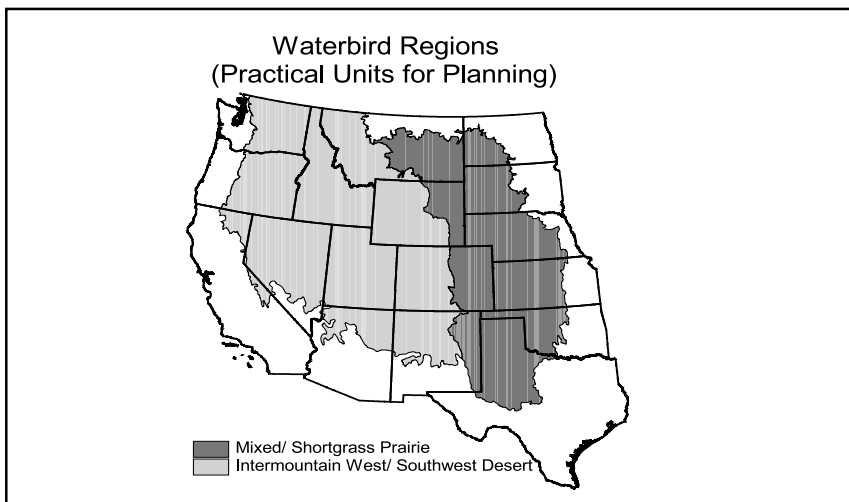 Waterbird Regions
(Practical Units for Planning)
Mixed/ Shortgrass Prairie
Intermountain West/ Southwest Desert